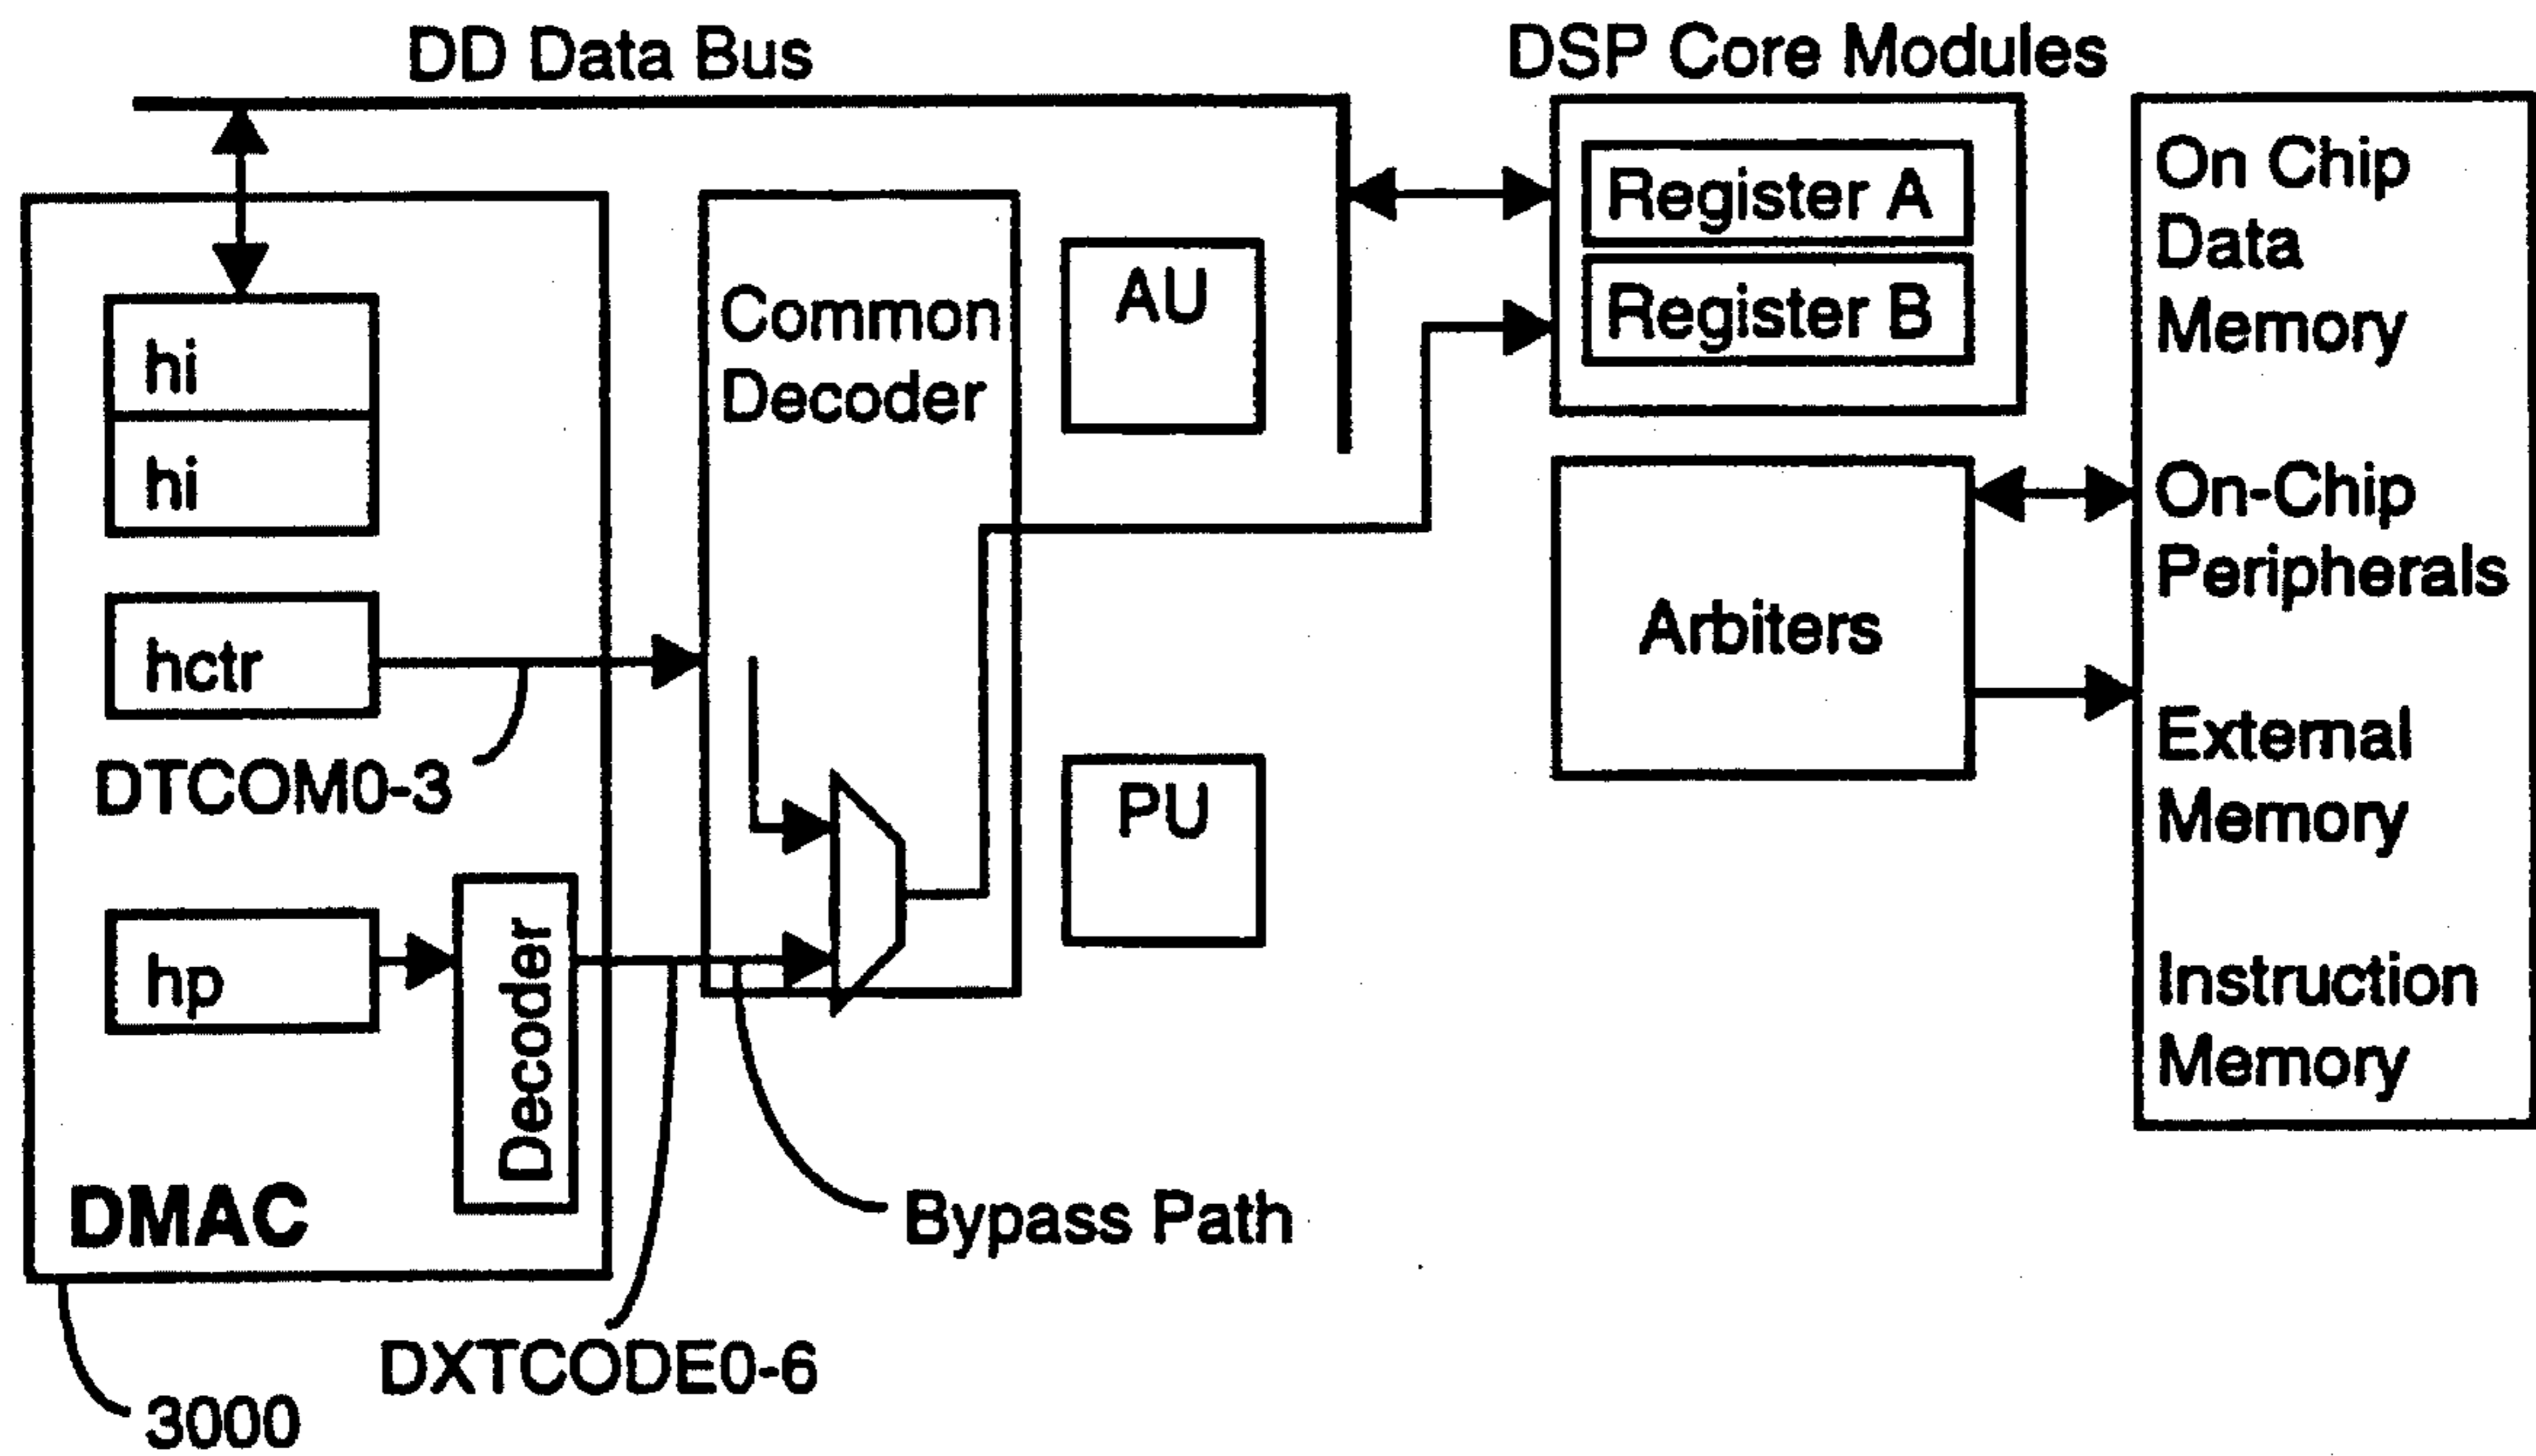 DD Data Bus
DSP Core Modules
hi
hi
hctr
DTCOM0-3
hp
Decoder
DMAC
3000
DXTCODE0-6
Bypass Path
Common
Decoder
AU
PU
Register A
Register B
Arbiters
On Chip
Data
Memory
On-Chip
Peripherals
External
Memory
Instruction
Memory